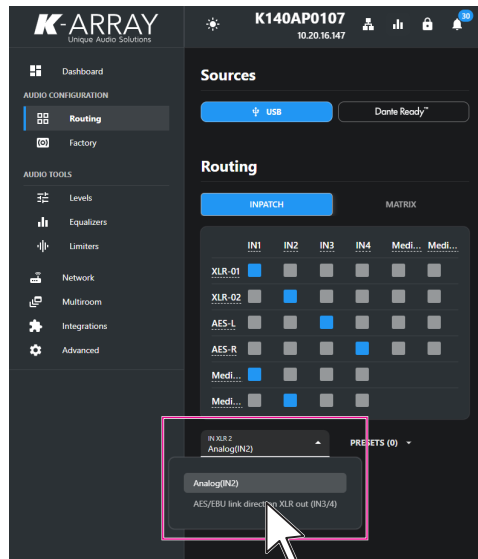 K-ARRAY
Unique Audio Solutions
K140AP0107
10.20.16.147
30
Dashboard
AUDIO CONFIGURATION
Routing
Factory
AUDIO TOOLS
Levels
Equalizers
Limiters
Network
Multiroom
Integrations
Advanced
Sources
USB
Dante Ready™
Routing
INPATCH
MATRIX
IN1 IN2 IN3 IN4 Medi... Medi...
XLR-01
XLR-02
AES-L
AES-R
Medi...
Medi...
IN XLR 2
Analog(IN2)
PRESETS (0)
Analog(IN2)
AES/EBU link direction XLR out (IN3/4)